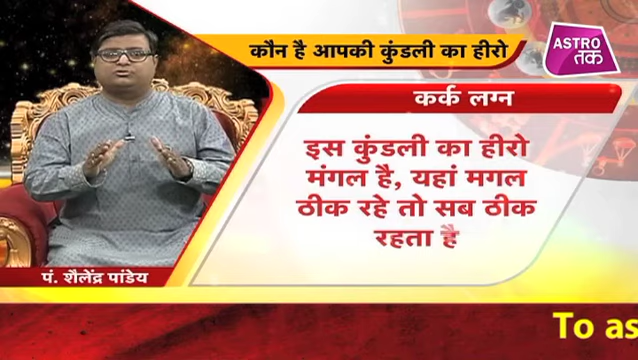 कौन है आपकी कुंडली का हीरो
ASTRO
तक
कर्क लग्न
इस कुंडली का हीरो
मंगल है, यहां मगल
ठीक रहे तो सब ठीक
रहता है
पं. शैलेंद्र पांडेय
To as